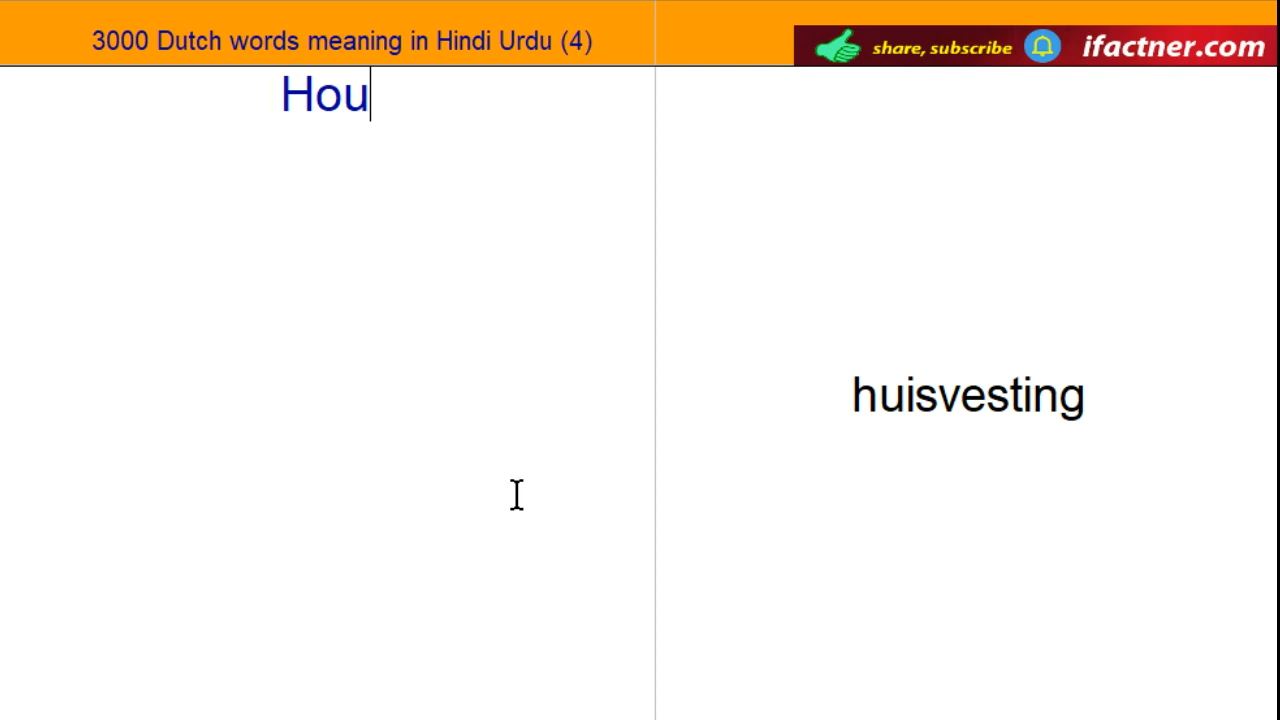 3000 Dutch words meaning in Hindi Urdu (4)
share, subscribe
ifactner.com
Hou
huisvesting